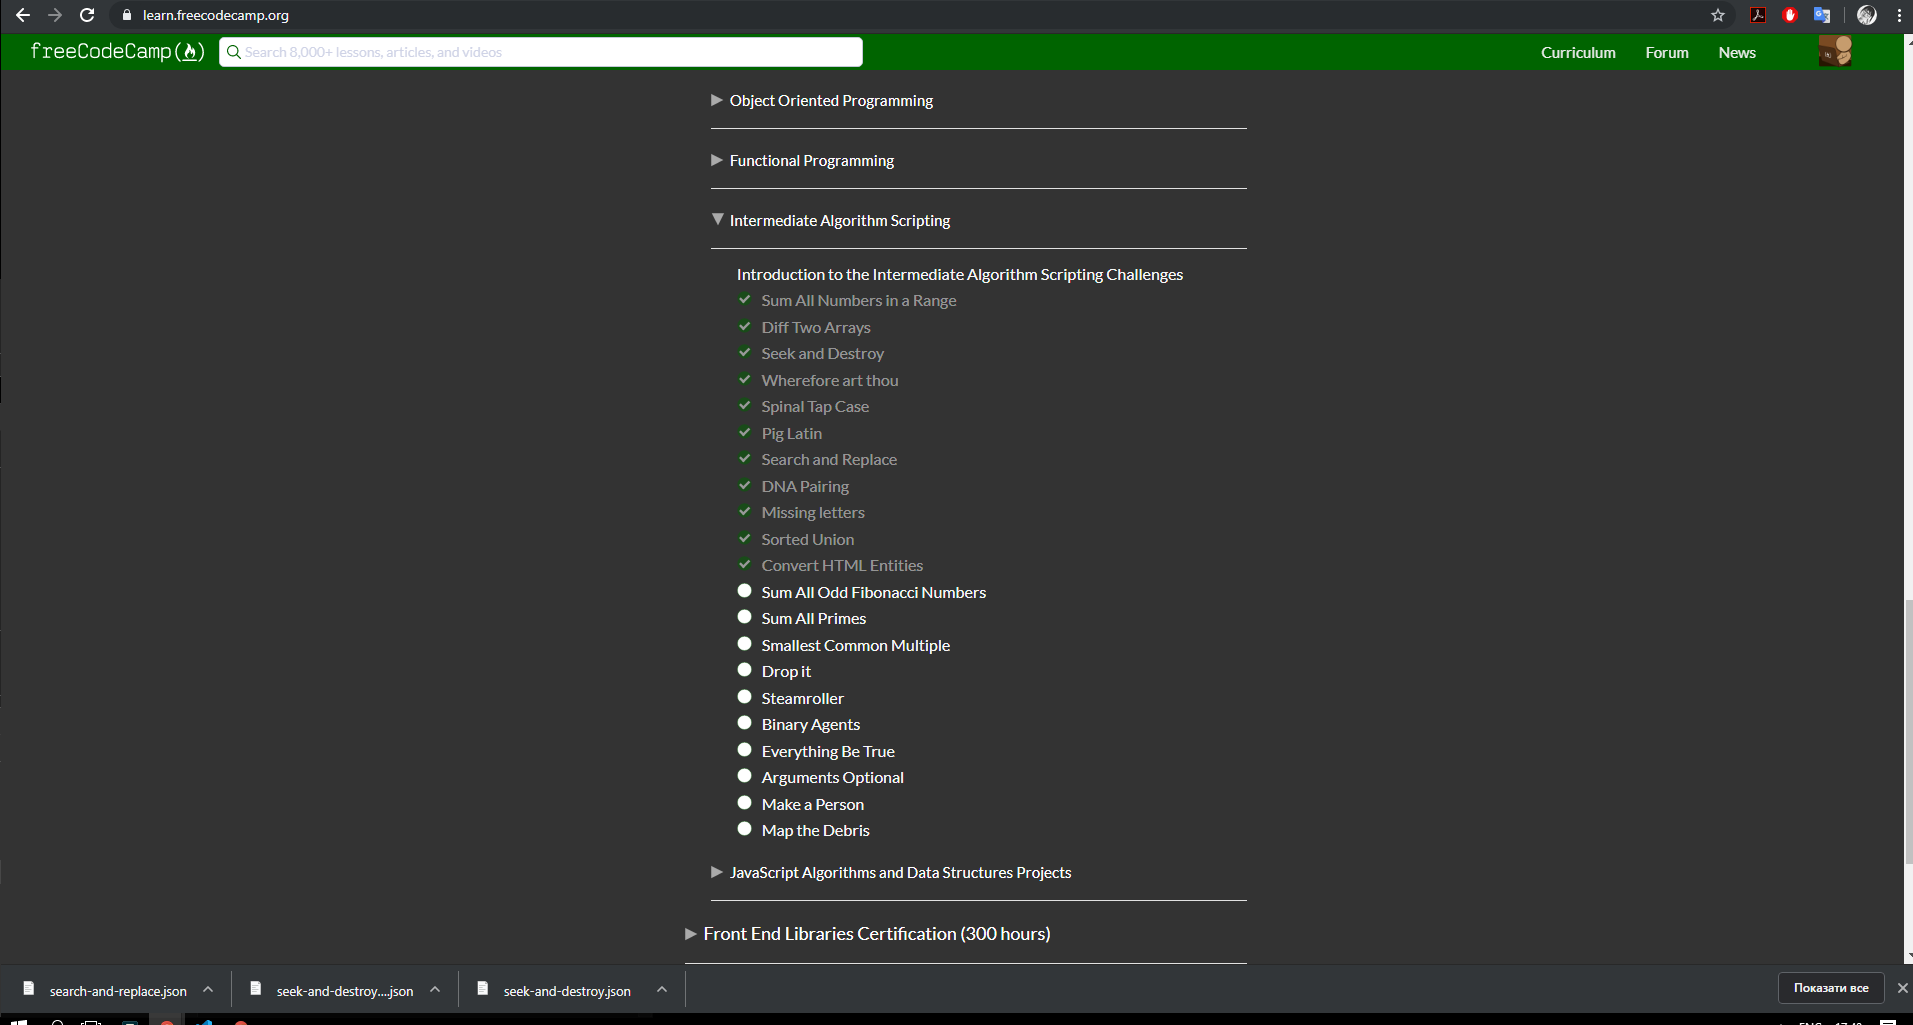 learn.freecodecamp.org
freeCodeCamp
Search 8,000+ lessons, articles, and videos
Curriculum
Forum
News
Object Oriented Programming
Functional Programming
Intermediate Algorithm Scripting
Introduction to the Intermediate Algorithm Scripting Challenges
Sum All Numbers in a Range
Diff Two Arrays
Seek and Destroy
Wherefore art thou
Spinal Tap Case
Pig Latin
Search and Replace
DNA Pairing
Missing letters
Sorted Union
Convert HTML Entities
Sum All Odd Fibonacci Numbers
Sum All Primes
Smallest Common Multiple
Drop it
Steamroller
Binary Agents
Everything Be True
Arguments Optional
Make a Person
Map the Debris
JavaScript Algorithms and Data Structures Projects
Front End Libraries Certification (300 hours)
search-and-replace.json
seek-and-destroy....json
seek-and-destroy.json
Показати все